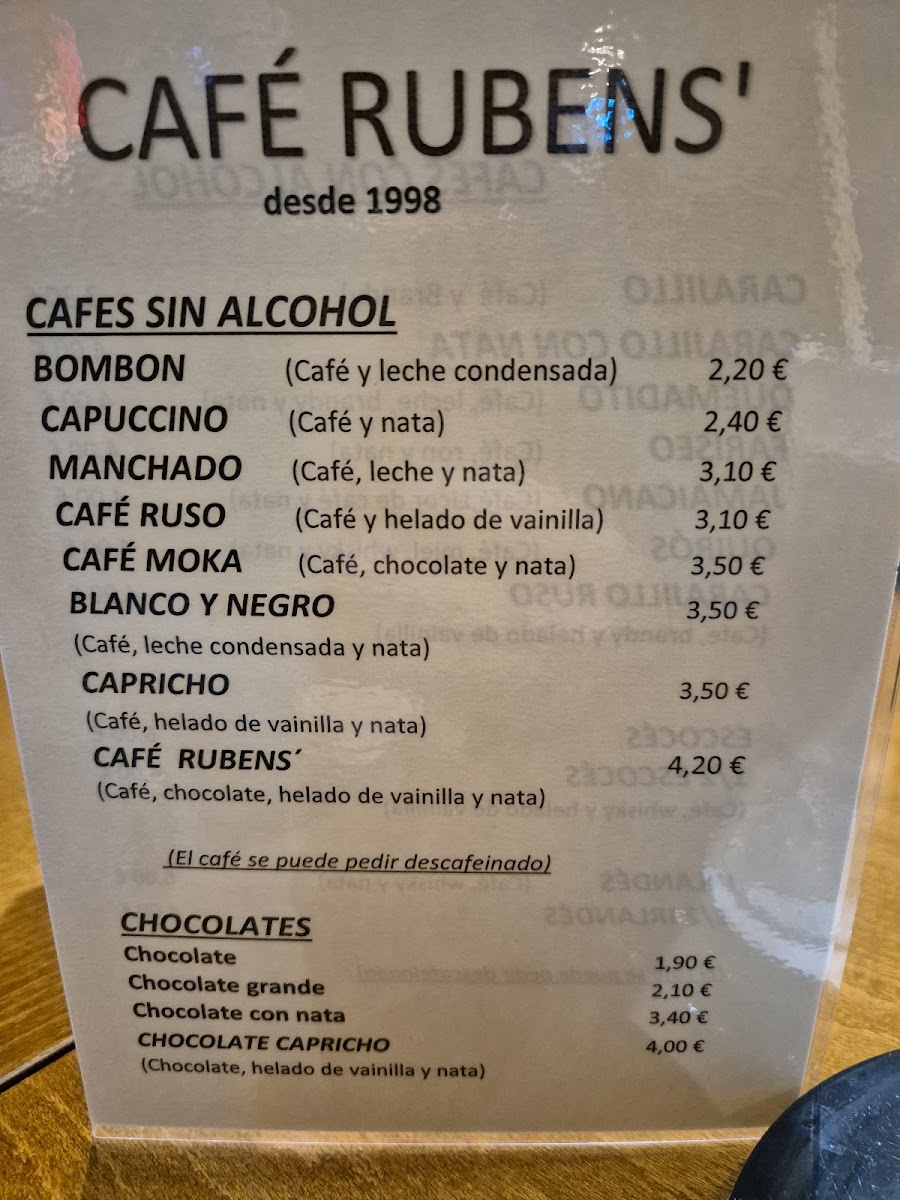 CAFÉ RUBENS'
desde 1998
CAFES SIN ALCOHOL
BOMBON (Café y leche condensada) 2,20 €
CAPUCCINO (Café y nata) 2,40 €
MANCHADO (Café, leche y nata) 3,10 €
CAFÉ RUSO (Café y helado de vainilla) 3,10 €
CAFÉ MOKA (Café, chocolate y nata) 3,50 €
BLANCO Y NEGRO 3,50 €
(Café, leche condensada y nata)
CAPRICHO 3,50 €
(Café, helado de vainilla y nata)
CAFÉ RUBENS´ 4,20 €
(Café, chocolate, helado de vainilla y nata)
(El café se puede pedir descafeinado)
CHOCOLATES
Chocolate 1,90 €
Chocolate grande 2,10 €
Chocolate con nata 3,40 €
CHOCOLATE CAPRICHO 4,00 €
(Chocolate, helado de vainilla y nata)